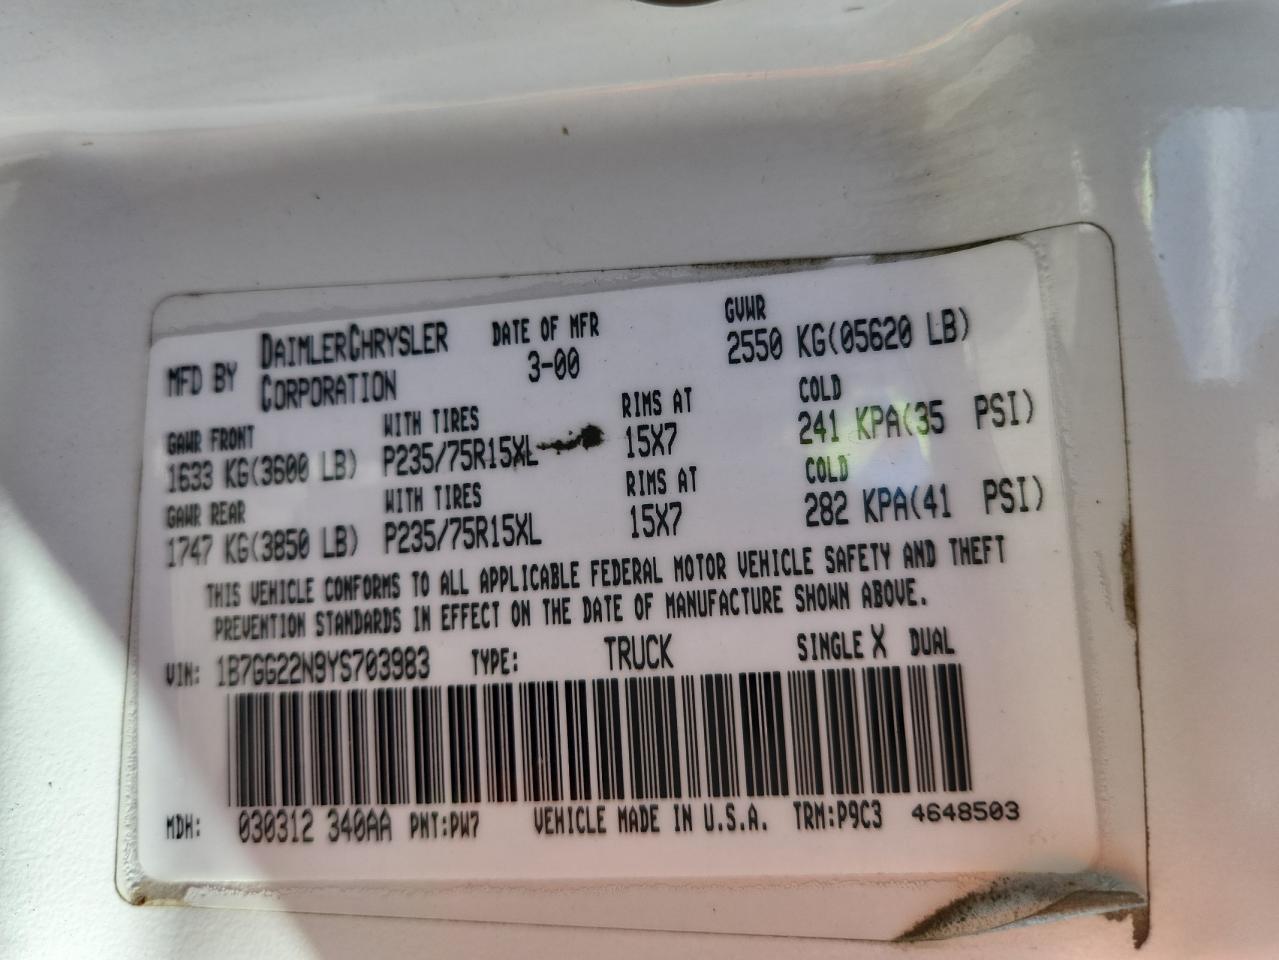 MFD BY DAIMLERCHRYSLER CORPORATION DATE OF MFR 3-00 GVWR 2550 KG(05620 LB)
GAWR FRONT WITH TIRES RIMS AT COLD
1633 KG(3600 LB) P235/75R15XL 15X7 241 KPA(35 PSI)
GAWR REAR WITH TIRES RIMS AT COLD
1747 KG(3850 LB) P235/75R15XL 15X7 282 KPA(41 PSI)
THIS VEHICLE CONFORMS TO ALL APPLICABLE FEDERAL MOTOR VEHICLE SAFETY AND THEFT
PREVENTION STANDARDS IN EFFECT ON THE DATE OF MANUFACTURE SHOWN ABOVE.
VIN: 1B7GG22N9YS703983 TYPE: TRUCK SINGLE X DUAL
MDH: 030312 340AA PNT:PW7 VEHICLE MADE IN U.S.A. TRM:P9C3 4648503